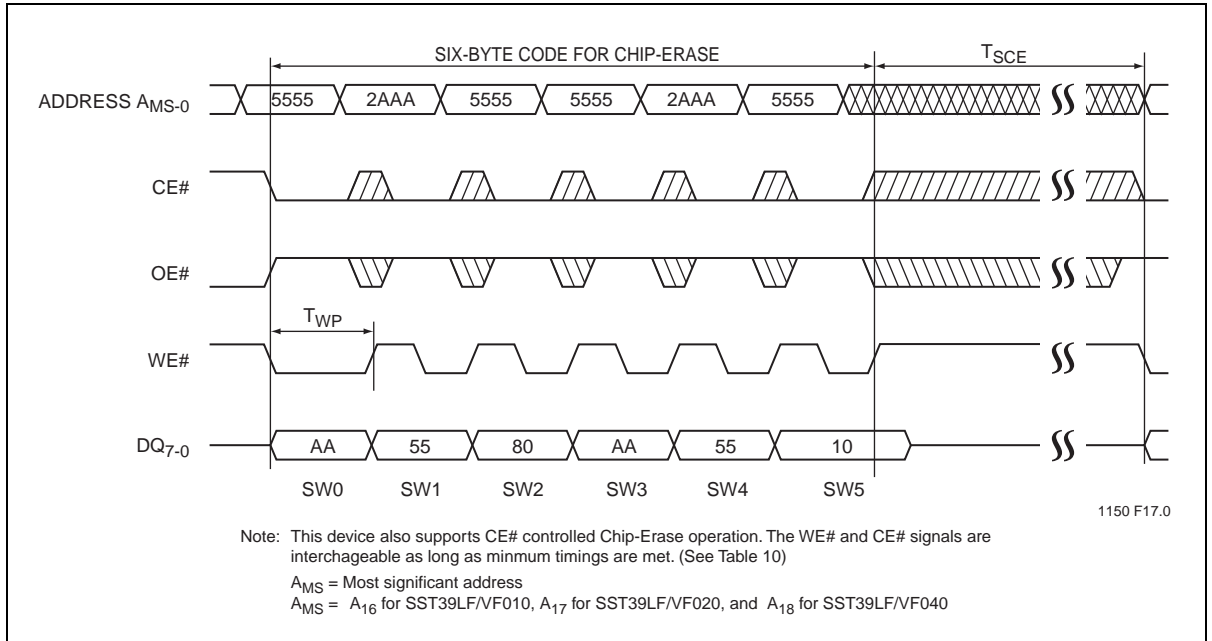 SIX-BYTE CODE FOR CHIP-ERASE TSCE
ADDRESS AMS-0 5555 2AAA 5555 5555 2AAA 5555
CE#
OE#
TWP
WE#
DQ7-0 AA 55 80 AA 55 10
SW0 SW1 SW2 SW3 SW4 SW5
1150 F17.0
Note: This device also supports CE# controlled Chip-Erase operation. The WE# and CE# signals are
interchageable as long as minmum timings are met. (See Table 10)
AMS = Most significant address
AMS = A16 for SST39LF/VF010, A17 for SST39LF/VF020, and A18 for SST39LF/VF040